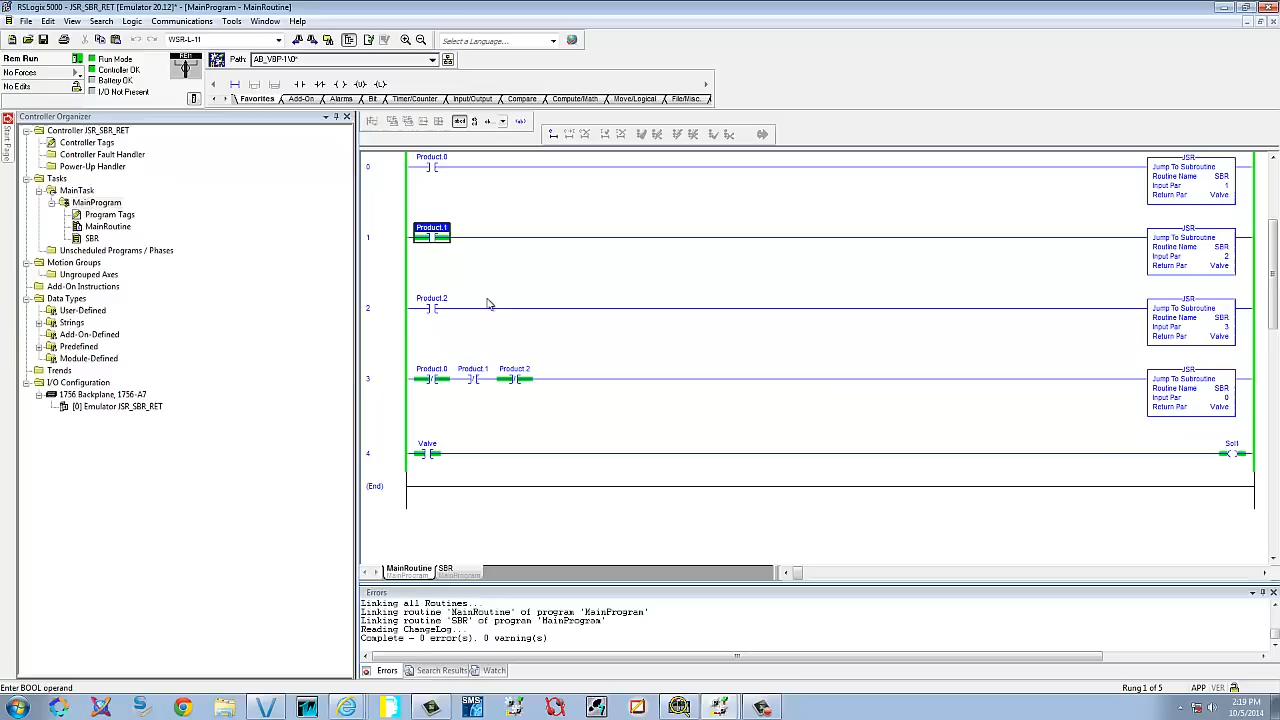 RSLogix 5000 - JSR_SBR_RET [Emulator 20.12]* - [MainProgram - MainRoutine]
File Edit View Search Logic Communications Tools Window Help
WSR-L-11
Select a Language...
Rem Run
No Forces
No Edits
Run Mode
Controller OK
Battery OK
I/O Not Present
REM
Path: AB_VBP-1\0*
Favorites Add-On Alarms Bit Timer/Counter Input/Output Compare Compute/Math Move/Logical File/Misc.
Start Page
Controller Organizer
Controller JSR_SBR_RET
Controller Tags
Controller Fault Handler
Power-Up Handler
Tasks
MainTask
MainProgram
Program Tags
MainRoutine
SBR
Unscheduled Programs / Phases
Motion Groups
Ungrouped Axes
Add-On Instructions
Data Types
User-Defined
Strings
Add-On-Defined
Predefined
Module-Defined
Trends
I/O Configuration
1756 Backplane, 1756-A7
[0] Emulator JSR_SBR_RET
0
Product.0
JSR
Jump To Subroutine
Routine Name SBR
Input Par 1
Return Par Valve
1
Product.1
JSR
Jump To Subroutine
Routine Name SBR
Input Par 2
Return Par Valve
2
Product.2
JSR
Jump To Subroutine
Routine Name SBR
Input Par 3
Return Par Valve
3
Product.0 Product.1 Product.2
JSR
Jump To Subroutine
Routine Name SBR
Input Par 0
Return Par Valve
4
Valve
Sol1
(End)
MainRoutine SBR
MainProgram MainProgram
Errors
Linking all Routines...
Linking routine 'MainRoutine' of program 'MainProgram'
Linking routine 'SBR' of program 'MainProgram'
Reading ChangeLog...
Complete - 0 error(s), 0 warning(s)
Errors Search Results Watch
Enter BOOL operand
Rung 1 of 5 APP VER
SMS
2:19 PM
10/5/2014